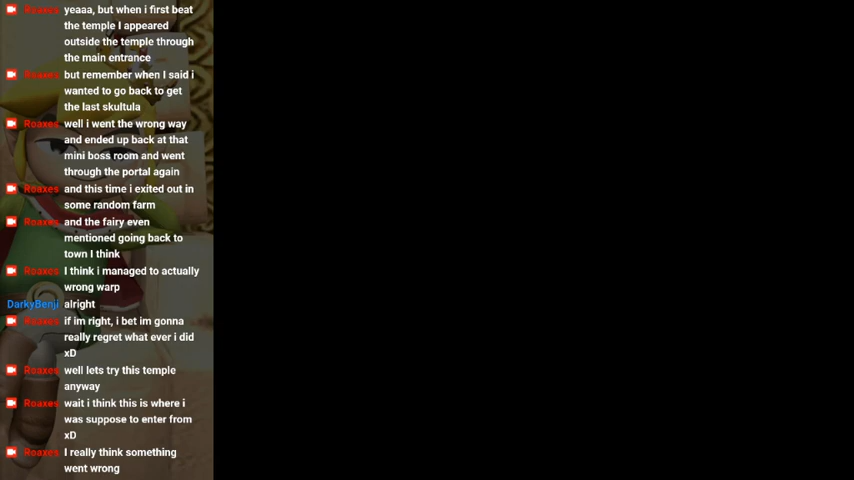 Roaxes yeaaa, but when i first beat
the temple I appeared
outside the temple through
the main entrance
Roaxes but remember when I said i
wanted to go back to get
the last skultula
Roaxes well i went the wrong way
and ended up back at that
mini boss room and went
through the portal again
Roaxes and this time i exited out in
some random farm
Roaxes and the fairy even
mentioned going back to
town I think
Roaxes I think i managed to actually
wrong warp
DarkyBenji alright
Roaxes if im right, i bet im gonna
really regret what ever i did
xD
Roaxes well lets try this temple
anyway
Roaxes wait i think this is where i
was suppose to enter from
xD
Roaxes I really think something
went wrong